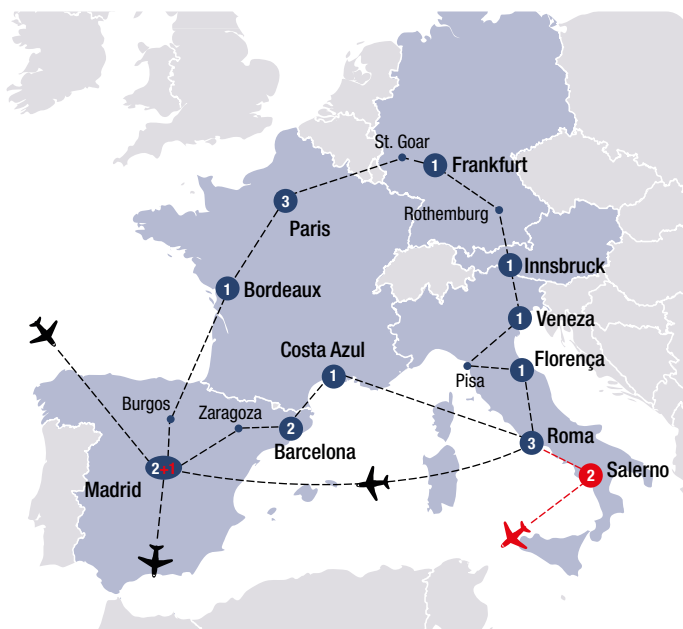 St. Goar
1 Frankfurt
3
Paris
Rothemburg
1 Innsbruck
1 Bordeaux
1
Veneza
Costa Azul
1
Florença
1
Pisa
Burgos
Zaragoza
2
Barcelona
3 Roma
2+1
Madrid
2 Salerno